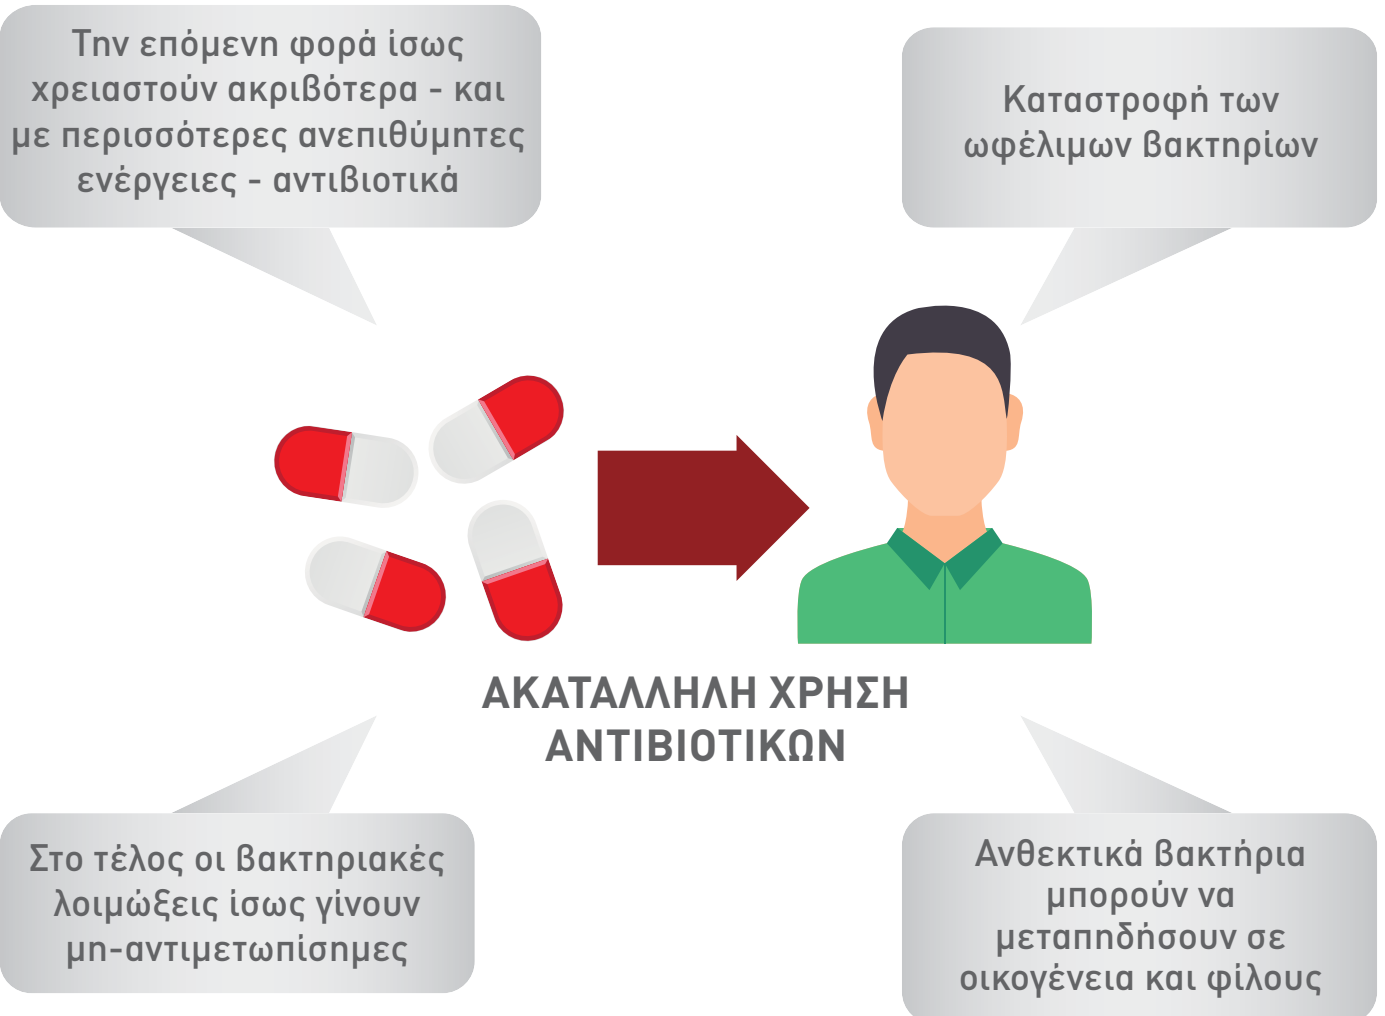 Την επόμενη φορά ίσως
χρειαστούν ακριβότερα - και
με περισσότερες ανεπιθύμητες
ενέργειες - αντιβιοτικά
Καταστροφή των
ωφέλιμων βακτηρίων
ΑΚΑΤΑΛΛΗΛΗ ΧΡΗΣΗ
ΑΝΤΙΒΙΟΤΙΚΩΝ
Στο τέλος οι βακτηριακές
λοιμώξεις ίσως γίνουν
μη-αντιμετωπίσημες
Ανθεκτικά βακτήρια
μπορούν να
μεταπηδήσουν σε
οικογένεια και φίλους